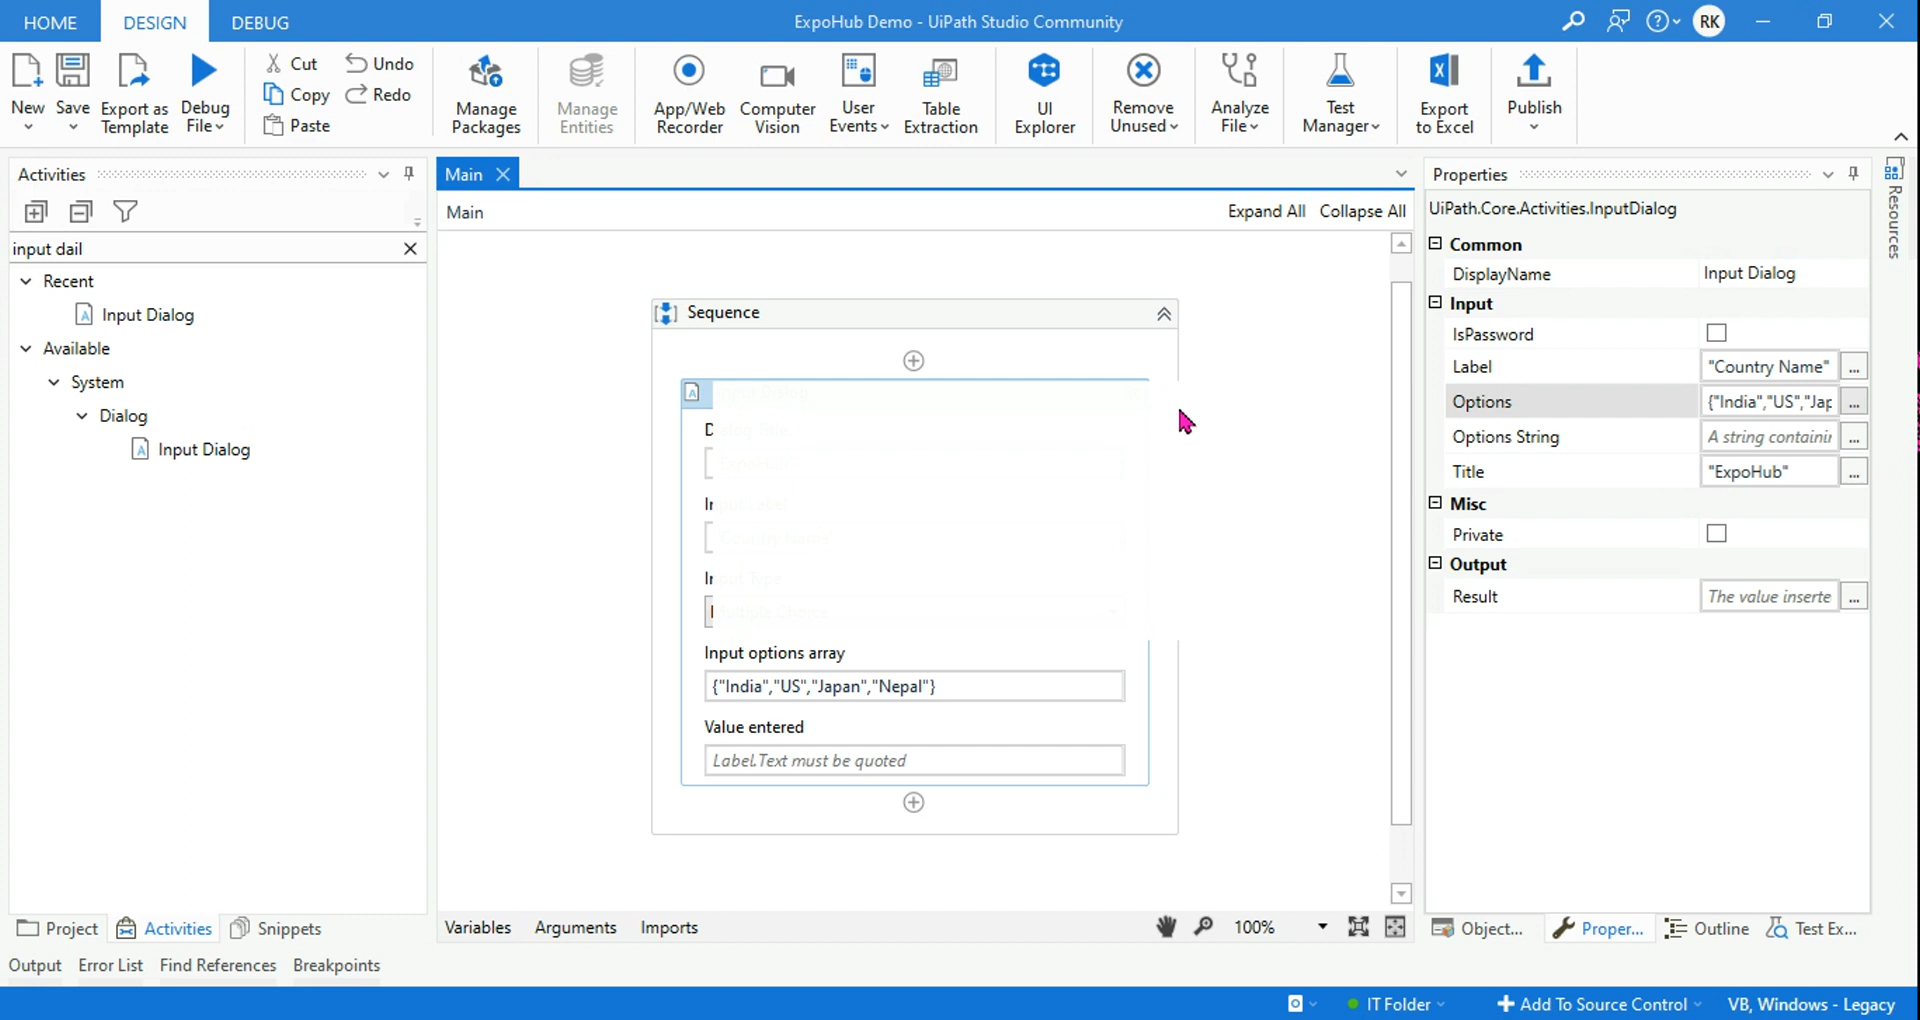 HOME DESIGN DEBUG ExpoHub Demo - UiPath Studio Community RK
New Save Export as Template Debug File Cut Copy Paste Undo Redo Manage Packages Manage Entities App/Web Recorder Computer Vision User Events Table Extraction UI Explorer Remove Unused Analyze File Test Manager Export to Excel Publish
Activities
input dail
Recent
Input Dialog
Available
System
Dialog
Input Dialog
Project Activities Snippets
Main
Main Expand All Collapse All
Sequence
Input options array
{"India","US","Japan","Nepal"}
Value entered
Label.Text must be quoted
Variables Arguments Imports 100%
Properties
UiPath.Core.Activities.InputDialog
Common
DisplayName Input Dialog
Input
IsPassword
Label "Country Name" ...
Options {"India","US","Jap ...
Options String A string containin ...
Title "ExpoHub" ...
Misc
Private
Output
Result The value inserte ...
Object... Proper... Outline Test Ex...
Resources
Output Error List Find References Breakpoints
IT Folder Add To Source Control VB, Windows - Legacy